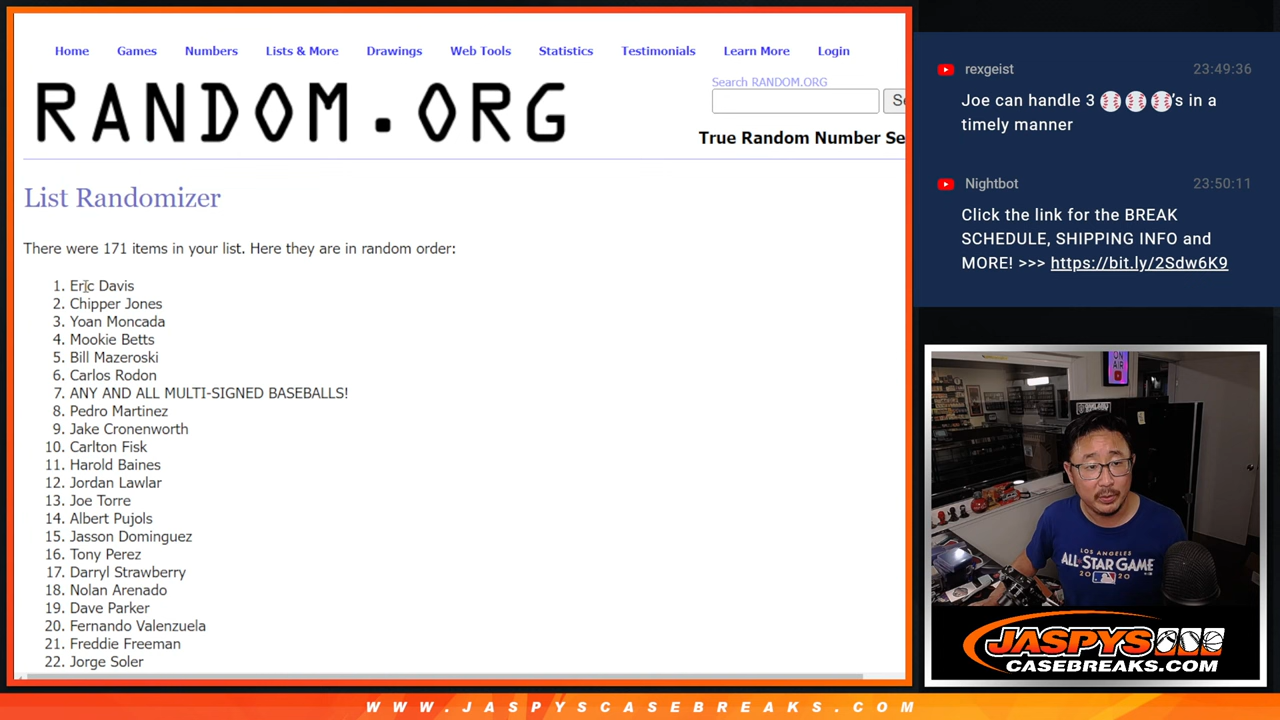 Home Games Numbers Lists & More Drawings Web Tools Statistics Testimonials Learn More Login
RANDOM.ORG
Search RANDOM.ORG
True Random Number Se
List Randomizer
There were 171 items in your list. Here they are in random order:
1. Eric Davis
2. Chipper Jones
3. Yoan Moncada
4. Mookie Betts
5. Bill Mazeroski
6. Carlos Rodon
7. ANY AND ALL MULTI-SIGNED BASEBALLS!
8. Pedro Martinez
9. Jake Cronenworth
10. Carlton Fisk
11. Harold Baines
12. Jordan Lawlar
13. Joe Torre
14. Albert Pujols
15. Jasson Dominguez
16. Tony Perez
17. Darryl Strawberry
18. Nolan Arenado
19. Dave Parker
20. Fernando Valenzuela
21. Freddie Freeman
22. Jorge Soler
rexgeist 23:49:36
Joe can handle 3 ⚾⚾⚾'s in a
timely manner
Nightbot 23:50:11
Click the link for the BREAK
SCHEDULE, SHIPPING INFO and
MORE! >>> https://bit.ly/2Sdw6K9
ON
AIR
LOS ANGELES
ALL STAR GAME
2020
JASPYS
CASEBREAKS.COM
WWW.JASPYSCASEBREAKS.COM